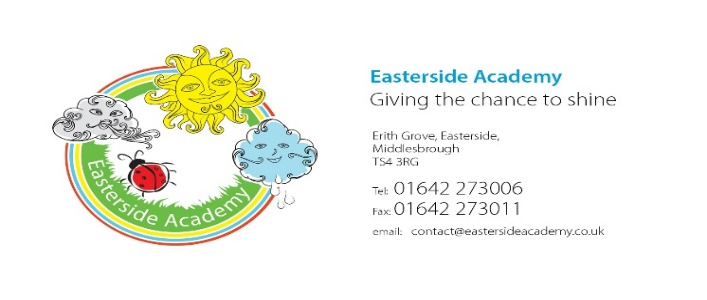 Easterside Academy
Easterside Academy
Giving the chance to shine
Erith Grove, Easterside,
Middlesbrough
TS4 3RG
Tel: 01642 273006
Fax: 01642 273011
email: contact@eastersideacademy.co.uk